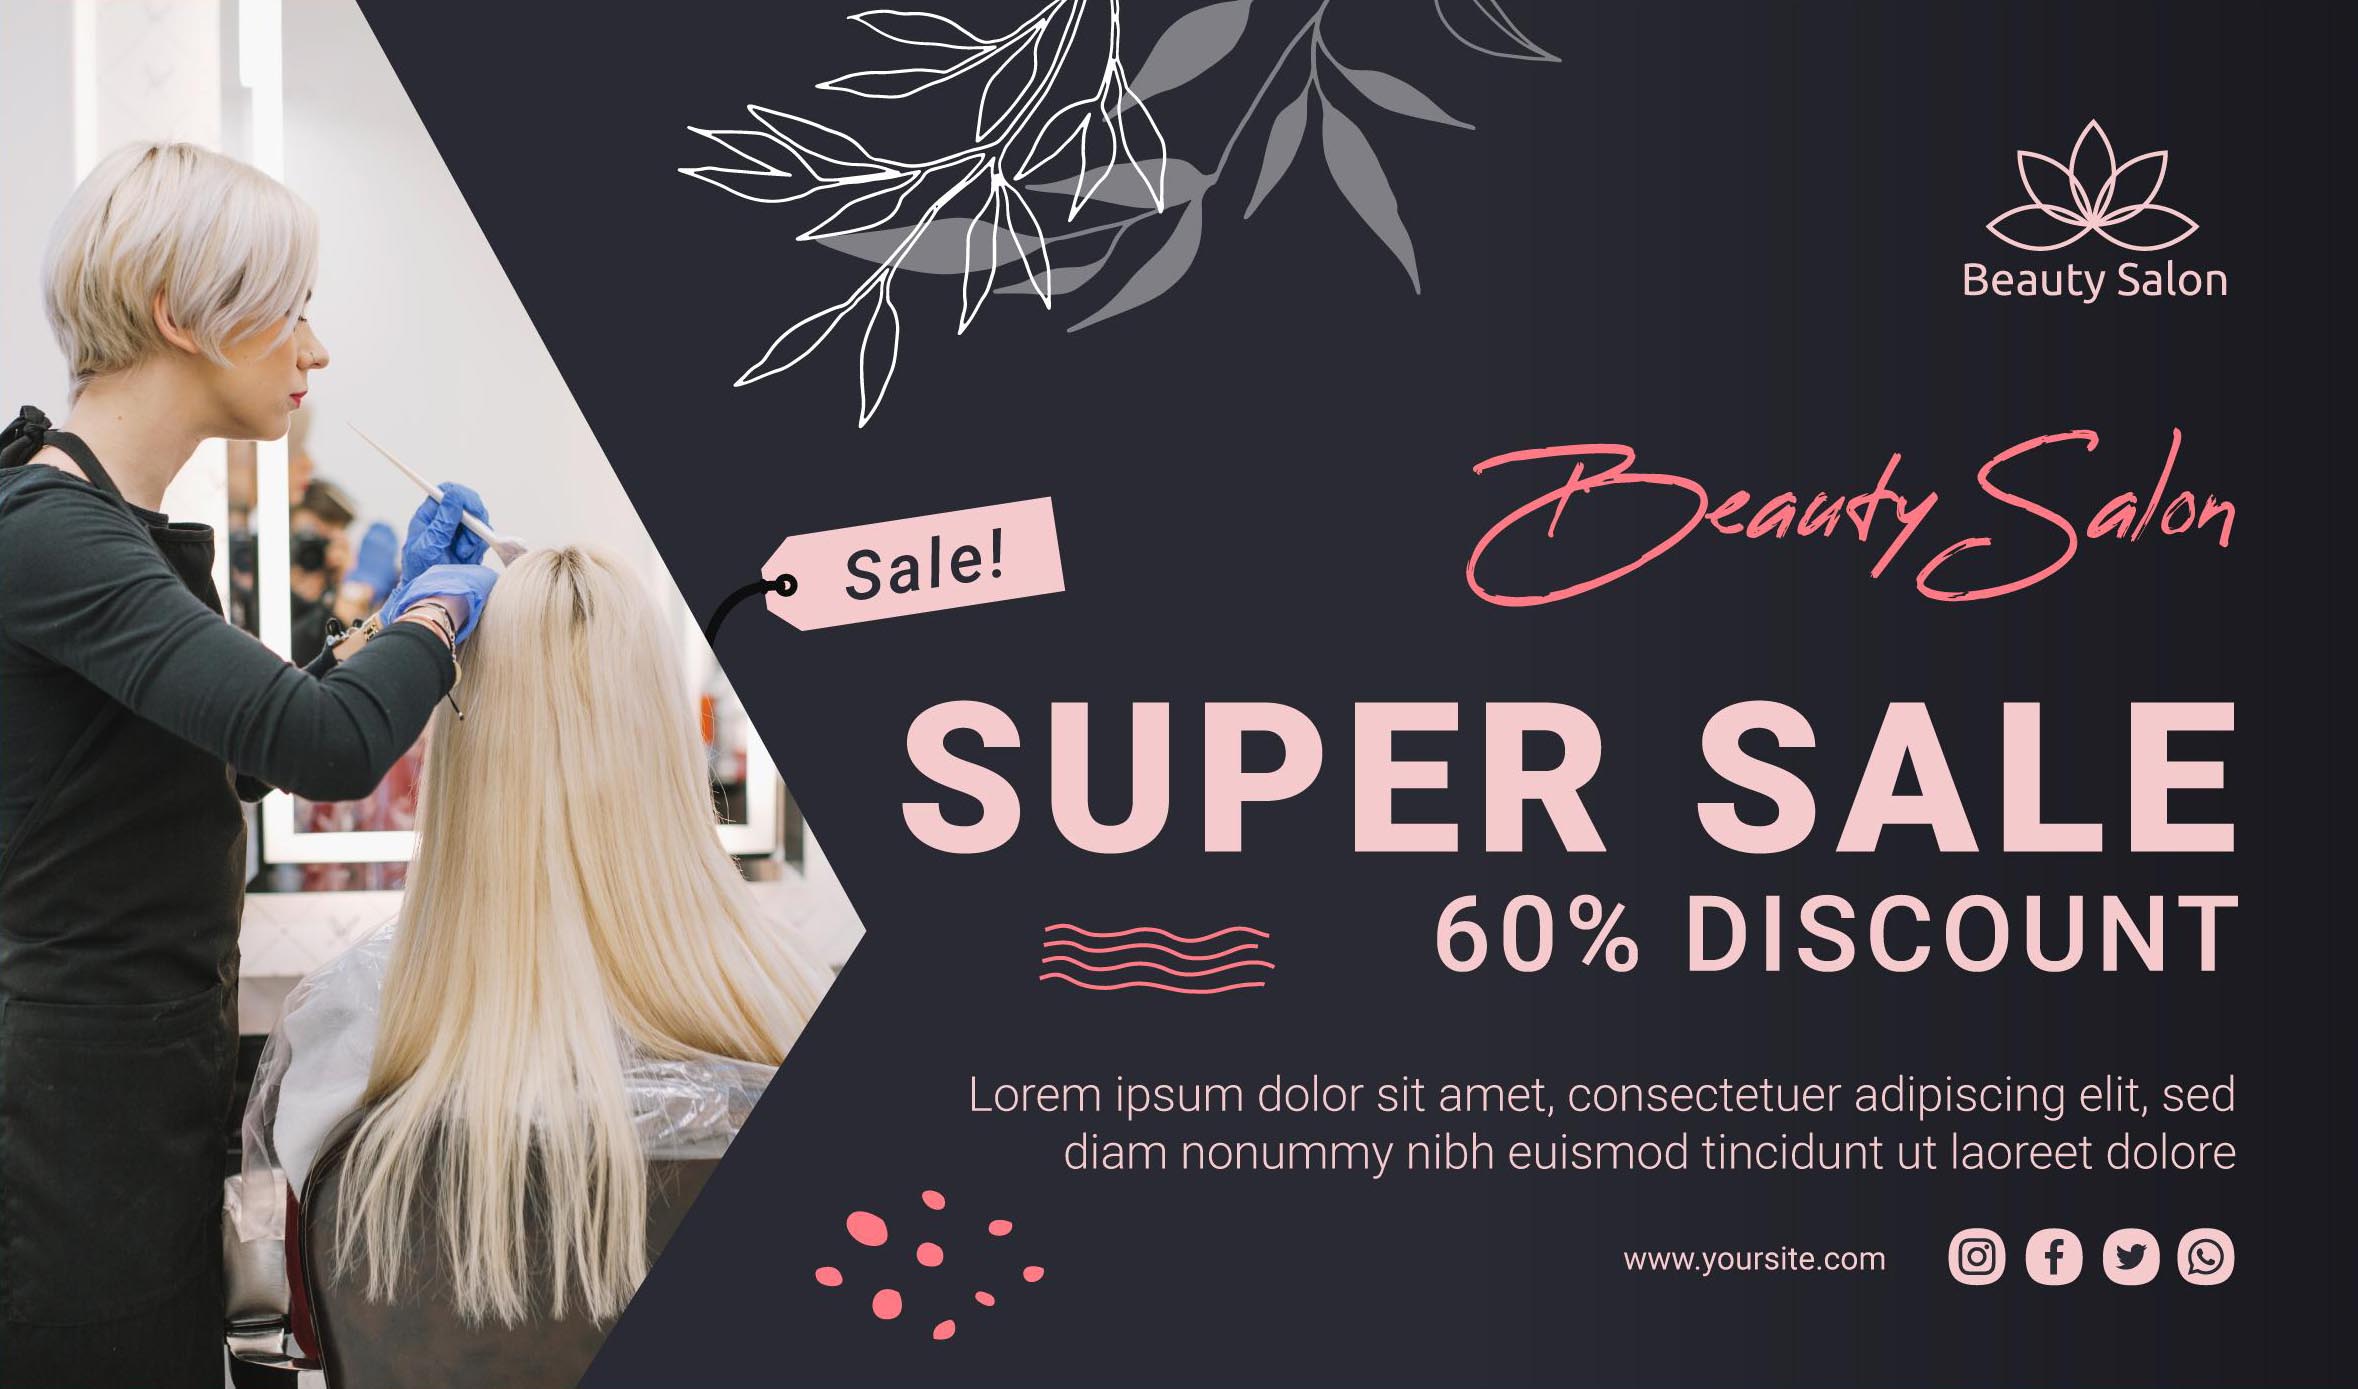 Beauty Salon
Beauty Salon
Sale!
SUPER SALE
60% DISCOUNT
Lorem ipsum dolor sit amet, consectetuer adipiscing elit, sed
diam nonummy nibh euismod tincidunt ut laoreet dolore
www.yoursite.com